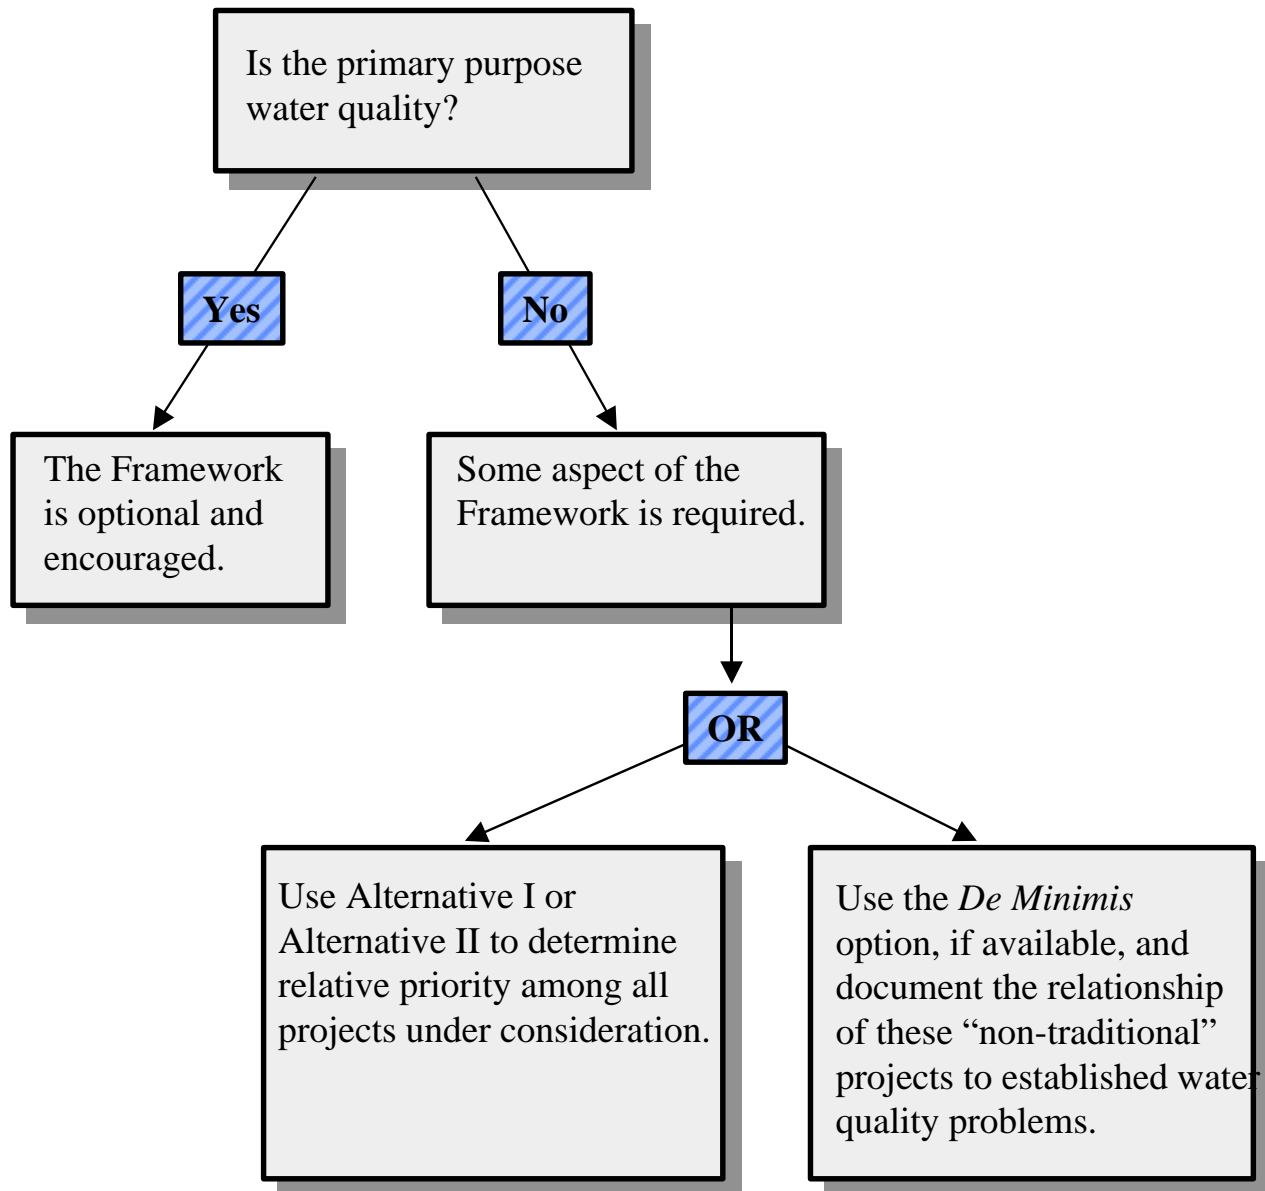 Is the primary purpose
water quality?
Yes
No
The Framework
is optional and
encouraged.
Some aspect of the
Framework is required.
OR
Use Alternative I or
Alternative II to determine
relative priority among all
projects under consideration.
Use the De Minimis
option, if available, and
document the relationship
of these “non-traditional”
projects to established water
quality problems.